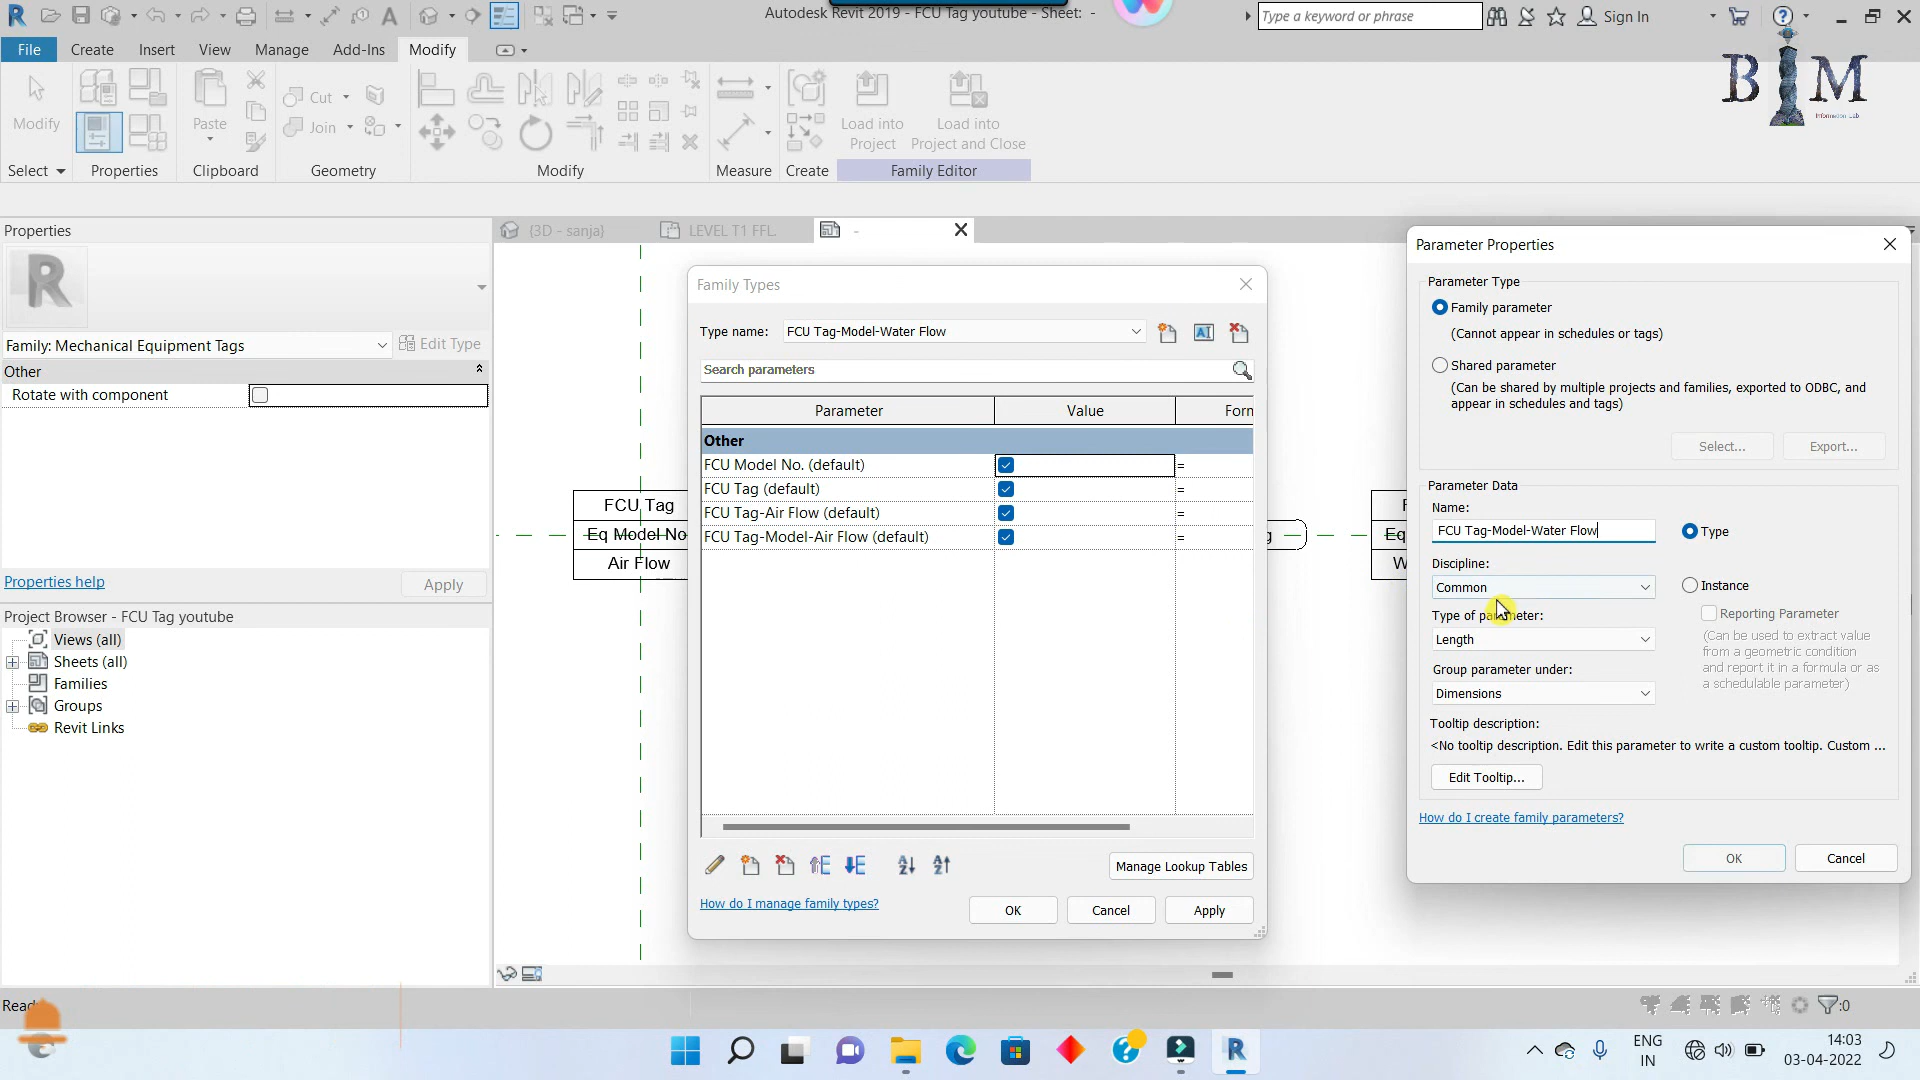 Autodesk Revit 2019 - FCU Tag youtube - Sheet:  -
Type a keyword or phrase
Sign In
File
Create
Insert
View
Manage
Add-Ins
Modify
Modify
Paste
Cut
Join
Load into
Project
Load into
Project and Close
Select
Properties
Clipboard
Geometry
Modify
Measure
Create
Family Editor
BIM
Information Lab
Properties
Family: Mechanical Equipment Tags
Edit Type
Other
Rotate with component
Properties help
Apply
Project Browser - FCU Tag youtube
Views (all)
Sheets (all)
Families
Groups
Revit Links
{3D - sanja}
LEVEL T1 FFL.
-
FCU Tag
Eq Model No
Air Flow
Family Types
Type name:
FCU Tag-Model-Water Flow
Search parameters
Parameter
Value
Forn
Other
FCU Model No. (default)
=
FCU Tag (default)
=
FCU Tag-Air Flow (default)
=
FCU Tag-Model-Air Flow (default)
=
Manage Lookup Tables
How do I manage family types?
OK
Cancel
Apply
Parameter Properties
Parameter Type
Family parameter
(Cannot appear in schedules or tags)
Shared parameter
(Can be shared by multiple projects and families, exported to ODBC, and
appear in schedules and tags)
Select...
Export...
Parameter Data
Name:
FCU Tag-Model-Water Flow
Type
Discipline:
Common
Instance
Type of parameter:
Reporting Parameter
Length
(Can be used to extract value
from a geometric condition
and report it in a formula or as
a schedulable parameter)
Group parameter under:
Dimensions
Tooltip description:
<No tooltip description. Edit this parameter to write a custom tooltip. Custom ...
Edit Tooltip...
How do I create family parameters?
OK
Cancel
:0
ENG
IN
14:03
03-04-2022